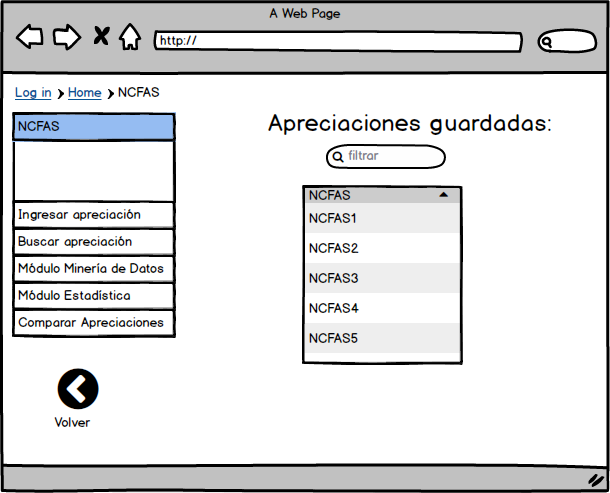 A Web Page
http://
Log in > Home > NCFAS
NCFAS
Ingresar apreciación
Buscar apreciación
Módulo Minería de Datos
Módulo Estadística
Comparar Apreciaciones
Volver
Apreciaciones guardadas:
filtrar
NCFAS
NCFAS1
NCFAS2
NCFAS3
NCFAS4
NCFAS5